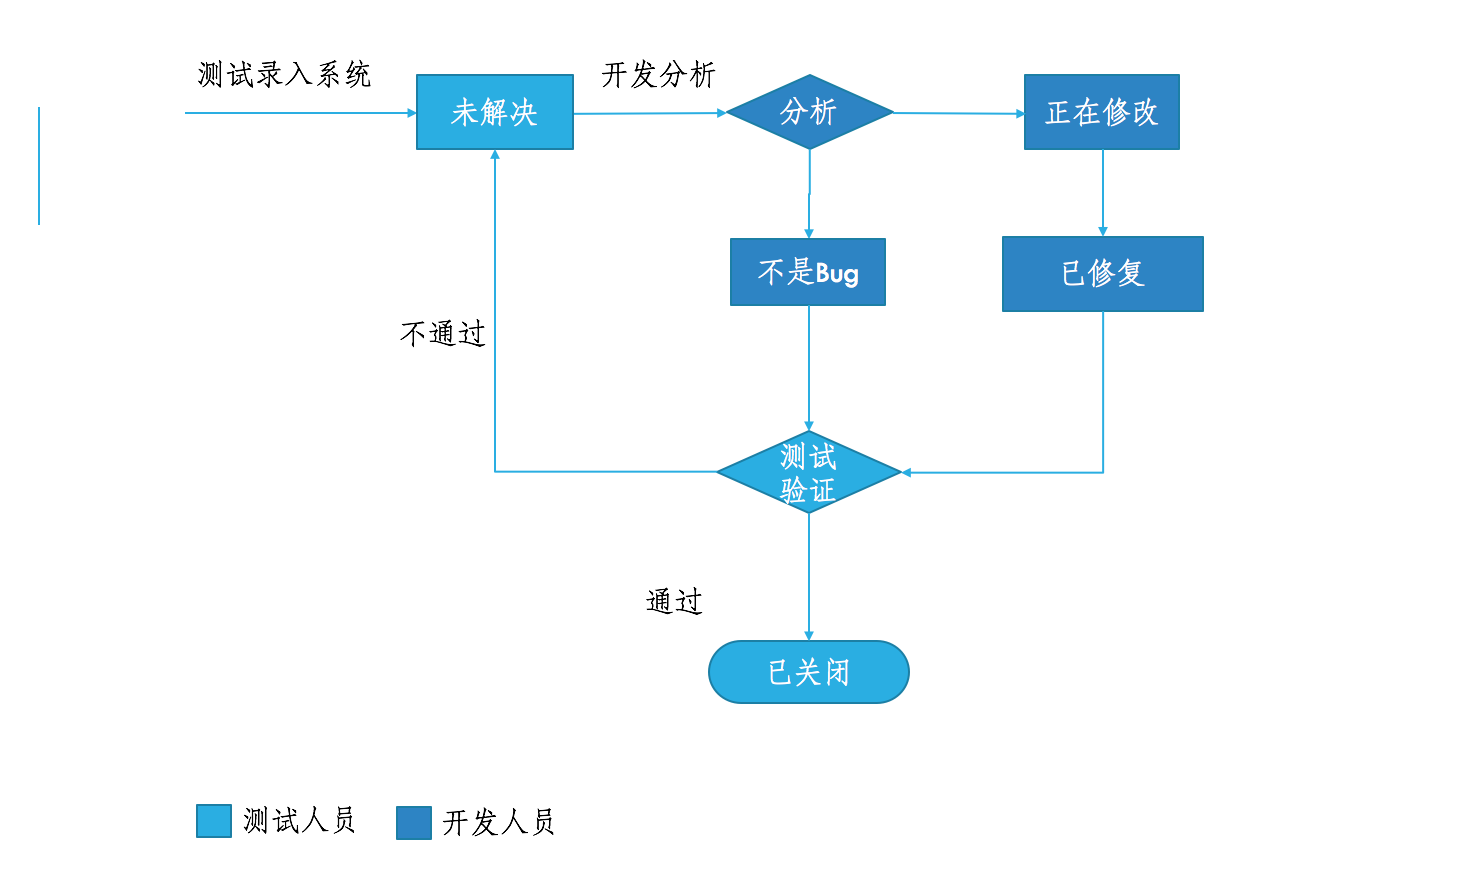 测试录入系统
未解决
开发分析
分析
正在修改
不是Bug
已修复
不通过
测试
验证
通过
已关闭
测试人员
开发人员